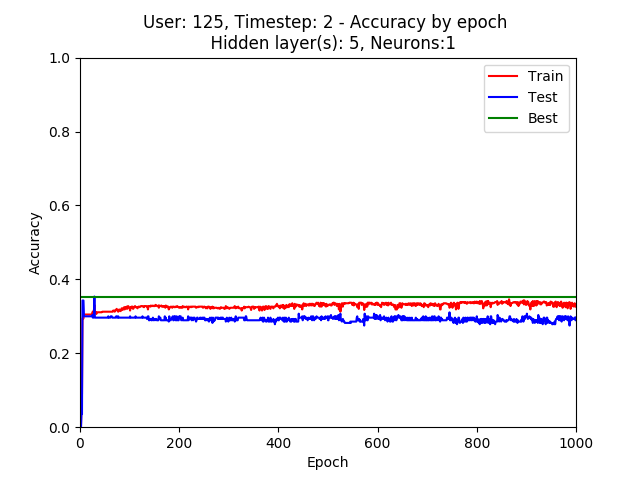 User: 125, Timestep: 2 - Accuracy by epoch
Hidden layer(s): 5, Neurons:1
1.0
0.8
0.6
0.4
0.2
0.0
Accuracy
Train
Test
Best
0 200 400 600 800 1000
Epoch